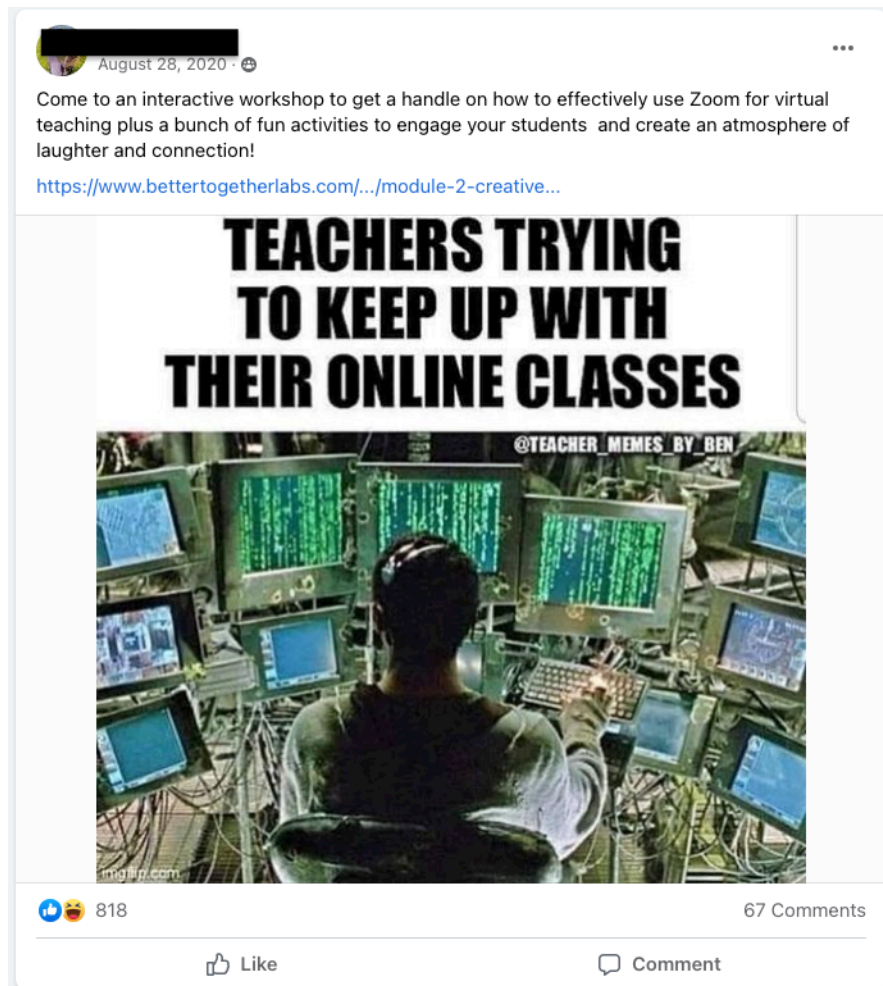 August 28, 2020 ·
Come to an interactive workshop to get a handle on how to effectively use Zoom for virtual
teaching plus a bunch of fun activities to engage your students  and create an atmosphere of
laughter and connection!
https://www.bettertogetherlabs.com/.../module-2-creative...
TEACHERS TRYING
TO KEEP UP WITH
THEIR ONLINE CLASSES
@TEACHER_MEMES_BY_BEN
imgflip.com
818
67 Comments
Like
Comment